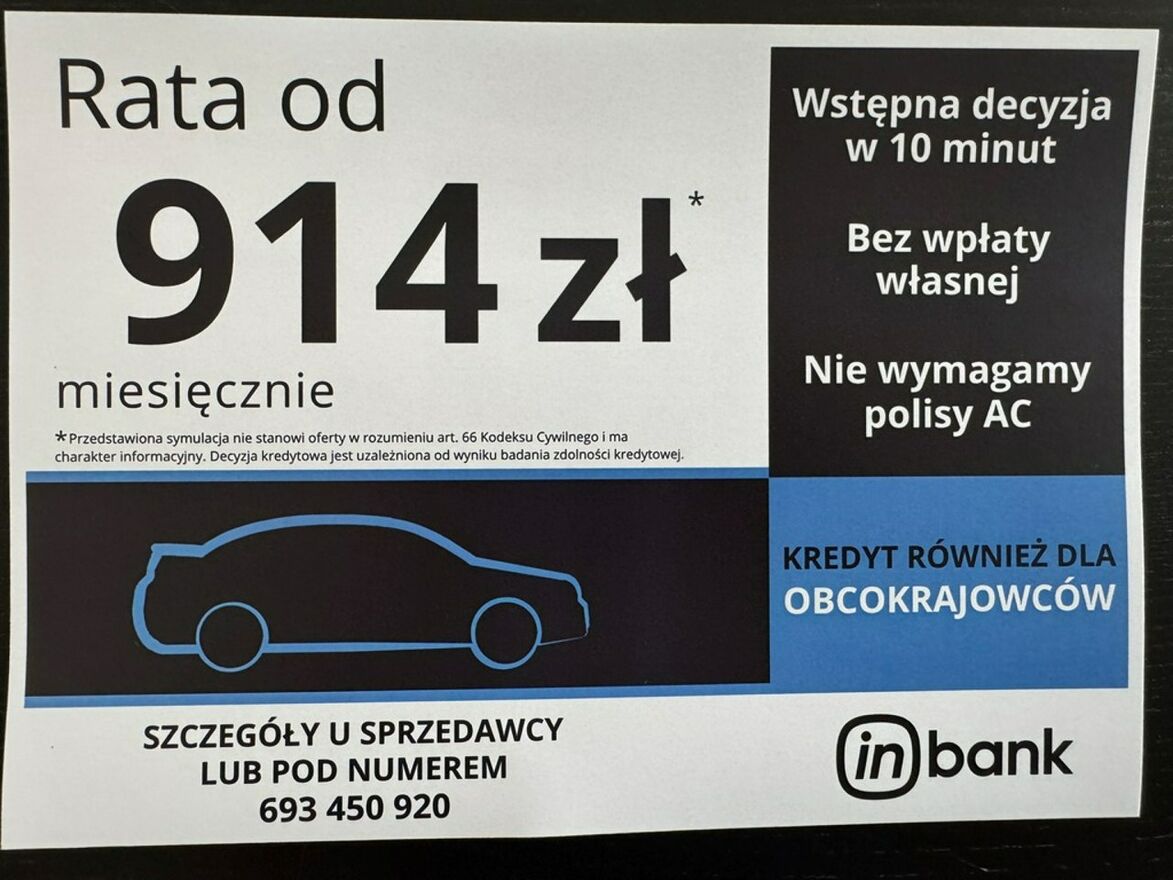 Rata od
914 zł*
miesięcznie
*Przedstawiona symulacja nie stanowi oferty w rozumieniu art. 66 Kodeksu Cywilnego i ma
charakter informacyjny. Decyzja kredytowa jest uzależniona od wyniku badania zdolności kredytowej.
Wstępna decyzja
w 10 minut
Bez wpłaty
własnej
Nie wymagamy
polisy AC
KREDYT RÓWNIEŻ DLA
OBCOKRAJOWCÓW
SZCZEGÓŁY U SPRZEDAWCY
LUB POD NUMEREM
693 450 920
inbank